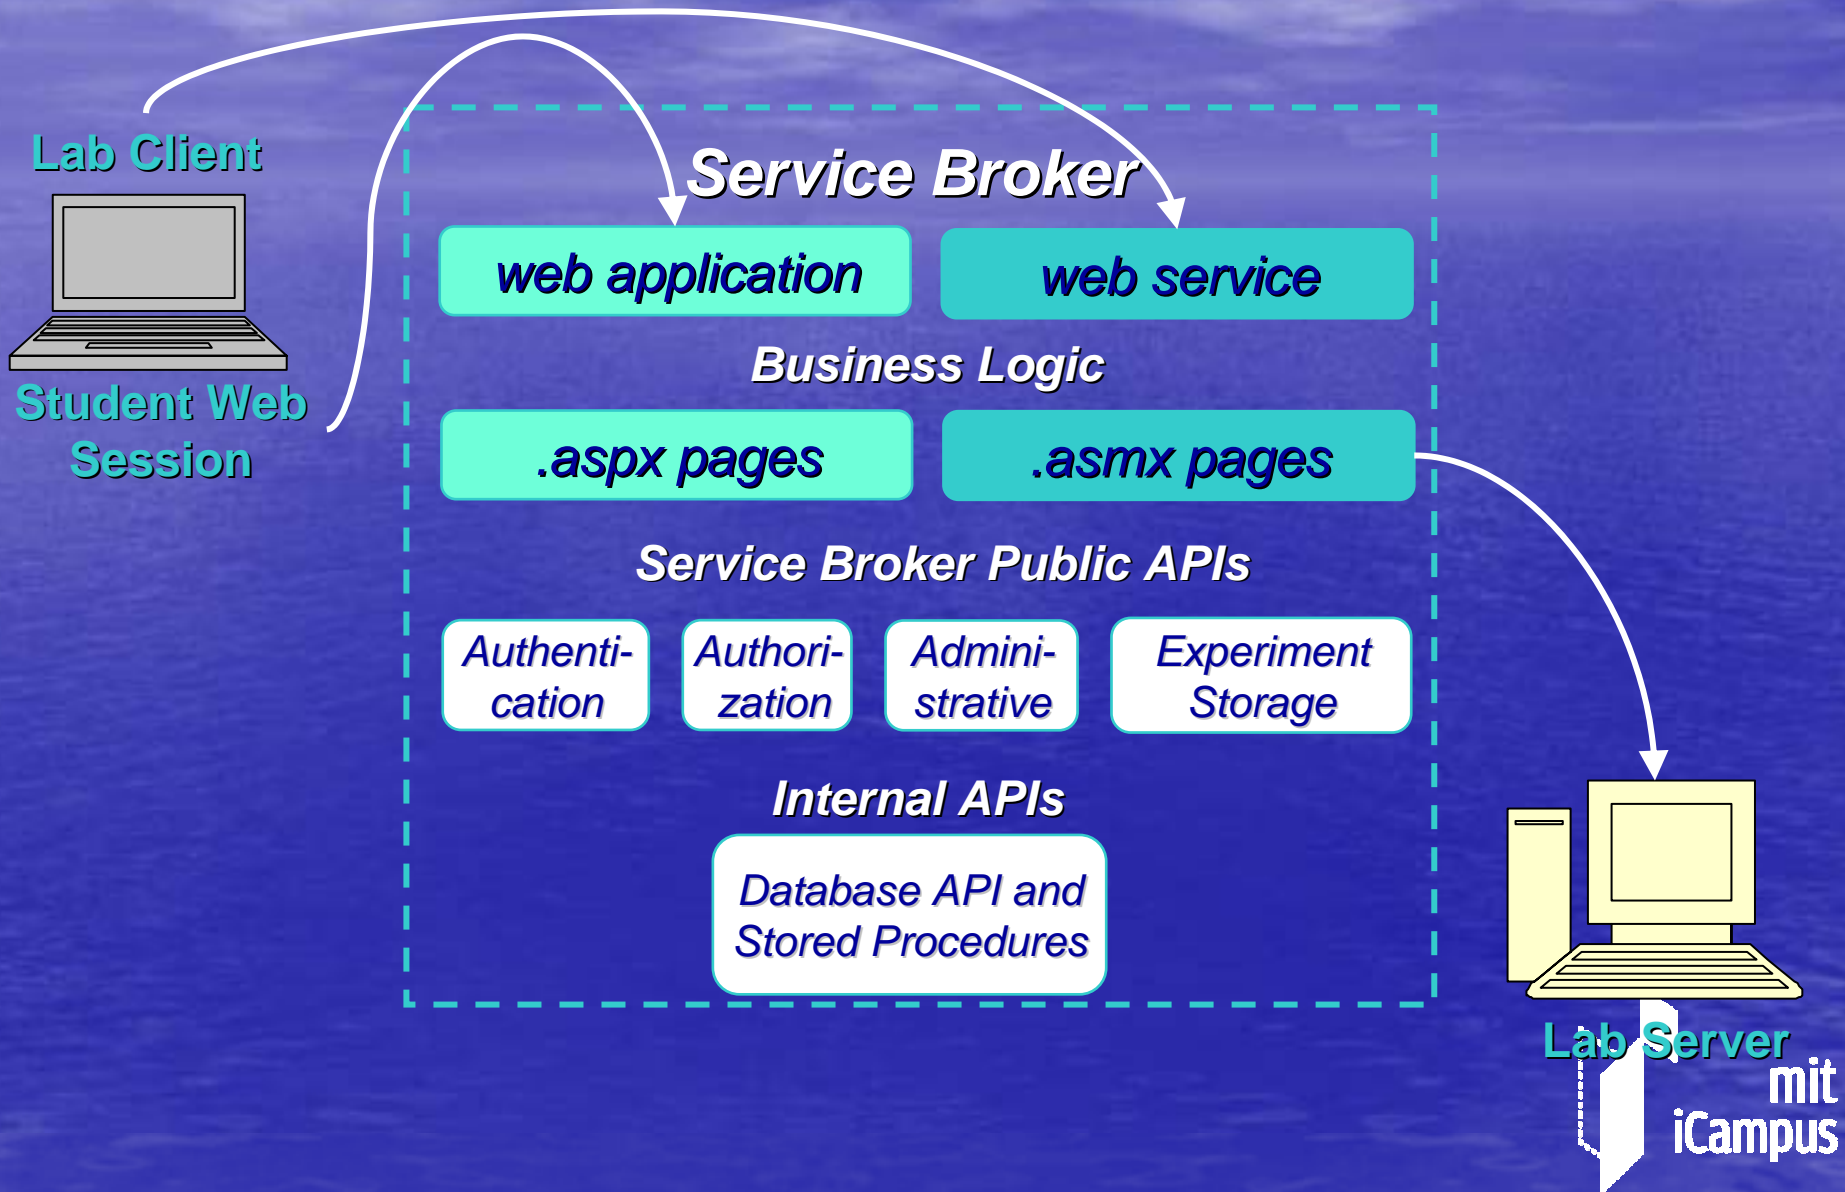 Lab Client
Student Web
Session
Service Broker
web application
web service
Business Logic
.aspx pages
.asmx pages
Service Broker Public APIs
Authenti-
cation
Authori-
zation
Admini-
strative
Experiment
Storage
Internal APIs
Database API and
Stored Procedures
Lab Server
mit
iCampus